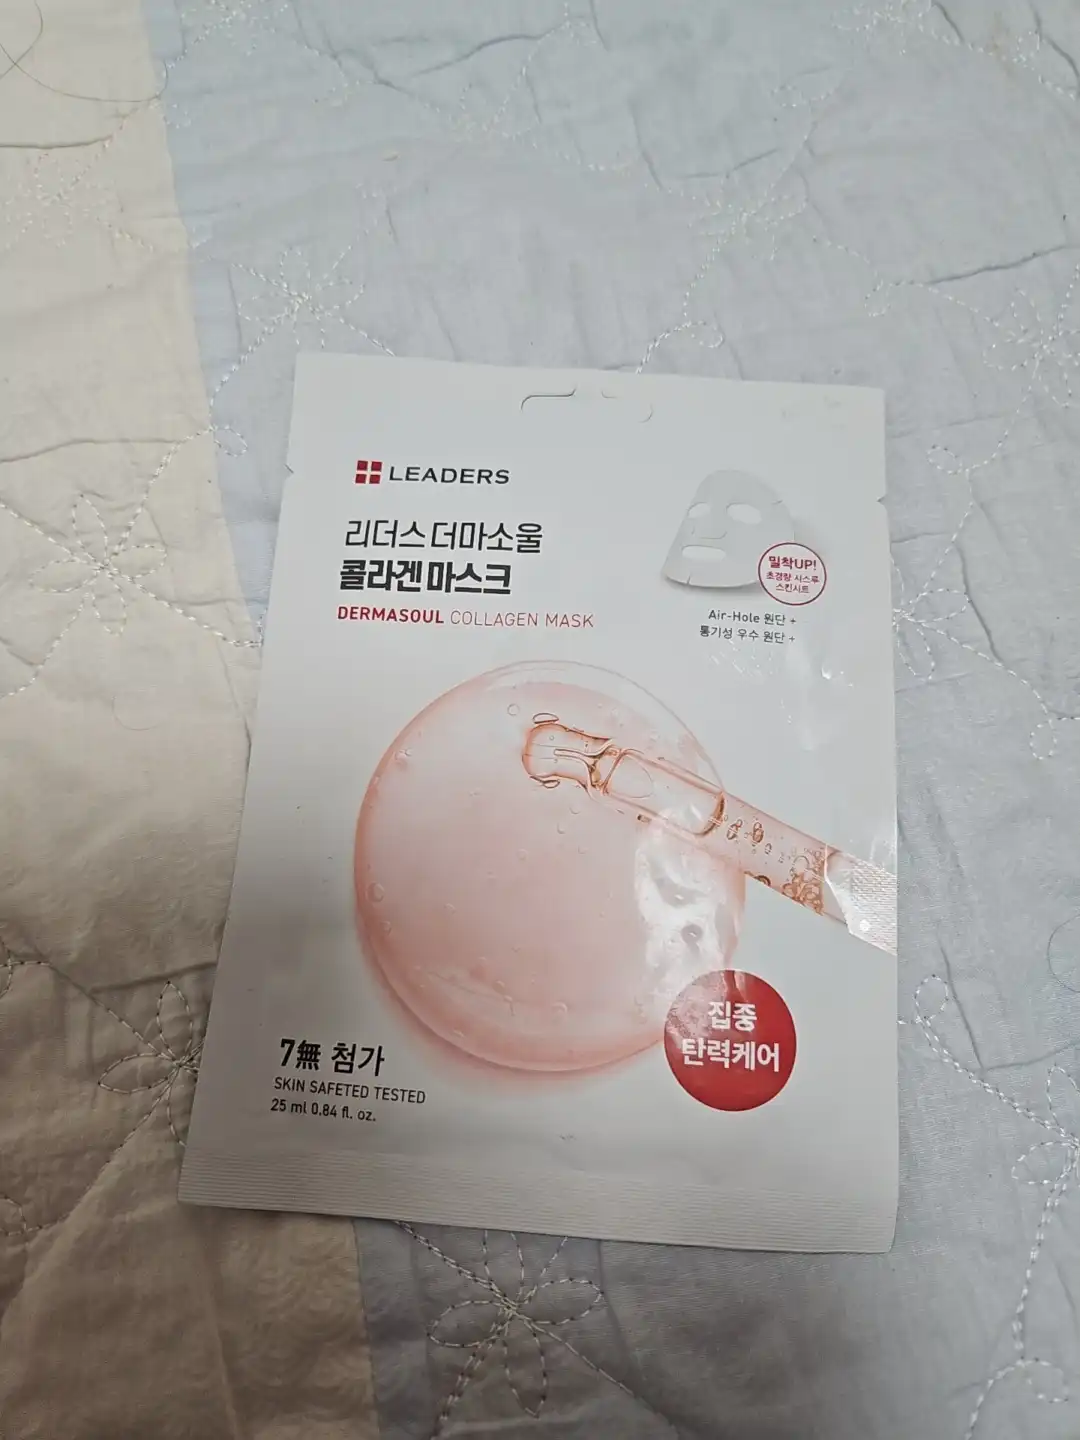 LEADERS
리더스 더마소울
콜라겐 마스크
DERMASOUL COLLAGEN MASK
밀착UP!
초경량 시스루
스킨시트
Air-Hole 원단 +
통기성 우수 원단 +
집중
탄력케어
7無 첨가
SKIN SAFETED TESTED
25 ml 0.84 fl. oz.